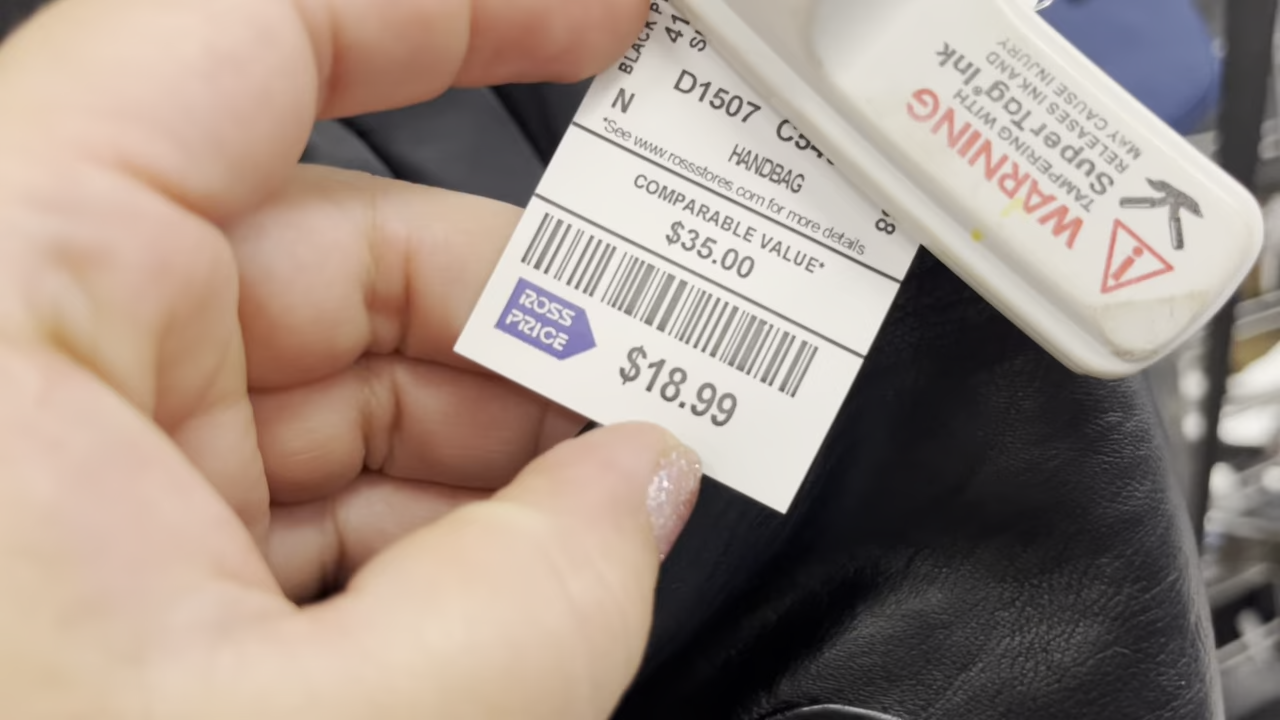 BLACK
41
D1507
N
HANDBAG
*See www.rossstores.com for more details
COMPARABLE VALUE*
$35.00
ROSS
PRICE
$18.99
WARNING
TAMPERING WITH
SuperTag® Ink
RELEASES INK AND
MAY CAUSE INJURY